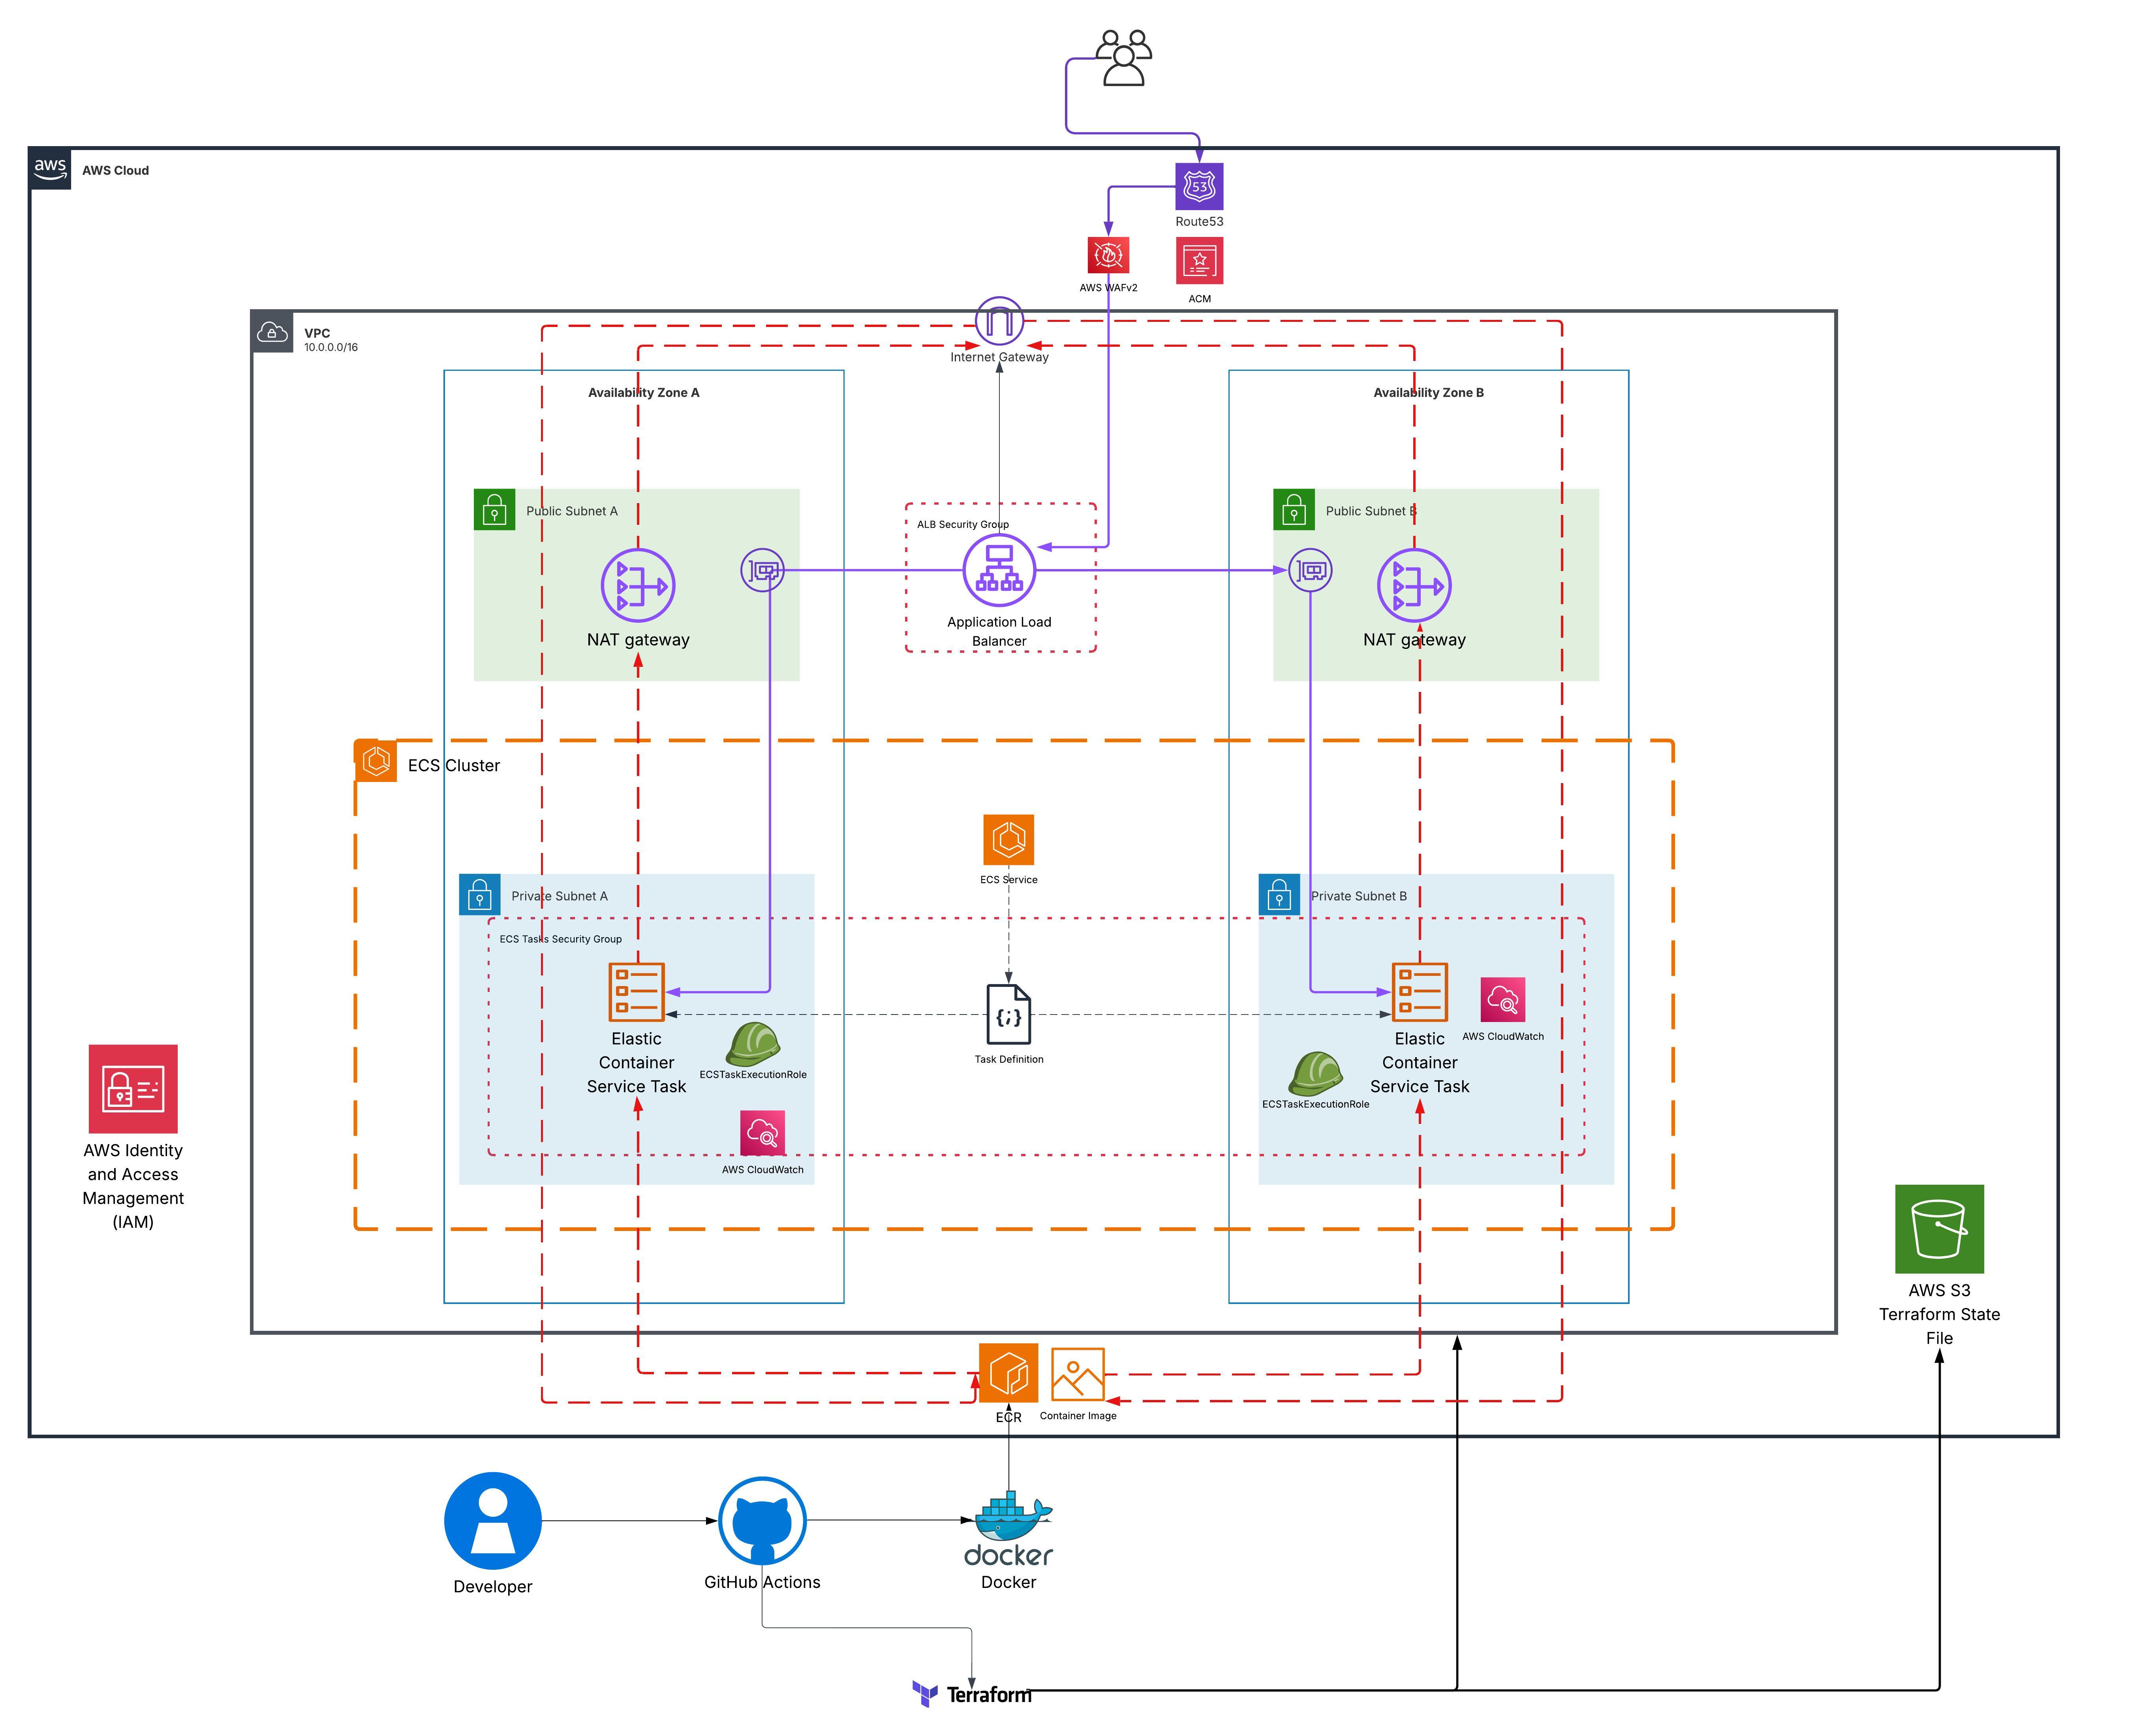 aws
AWS Cloud
53
Route53
AWS WAFv2
ACM
VPC
10.0.0.0/16
Internet Gateway
Availability Zone A
Availability Zone B
Public Subnet A
ALB Security Group
Public Subnet B
NAT gateway
Application Load
Balancer
NAT gateway
ECS Cluster
ECS Service
Private Subnet A
Private Subnet B
ECS Tasks Security Group
{;}
Elastic
Container
Service Task
ECSTaskExecutionRole
AWS CloudWatch
Task Definition
Elastic
Container
Service Task
AWS CloudWatch
ECSTaskExecutionRole
AWS Identity
and Access
Management
(IAM)
AWS S3
Terraform State
File
ECR
Container Image
Developer
GitHub Actions
docker
Docker
Terraform